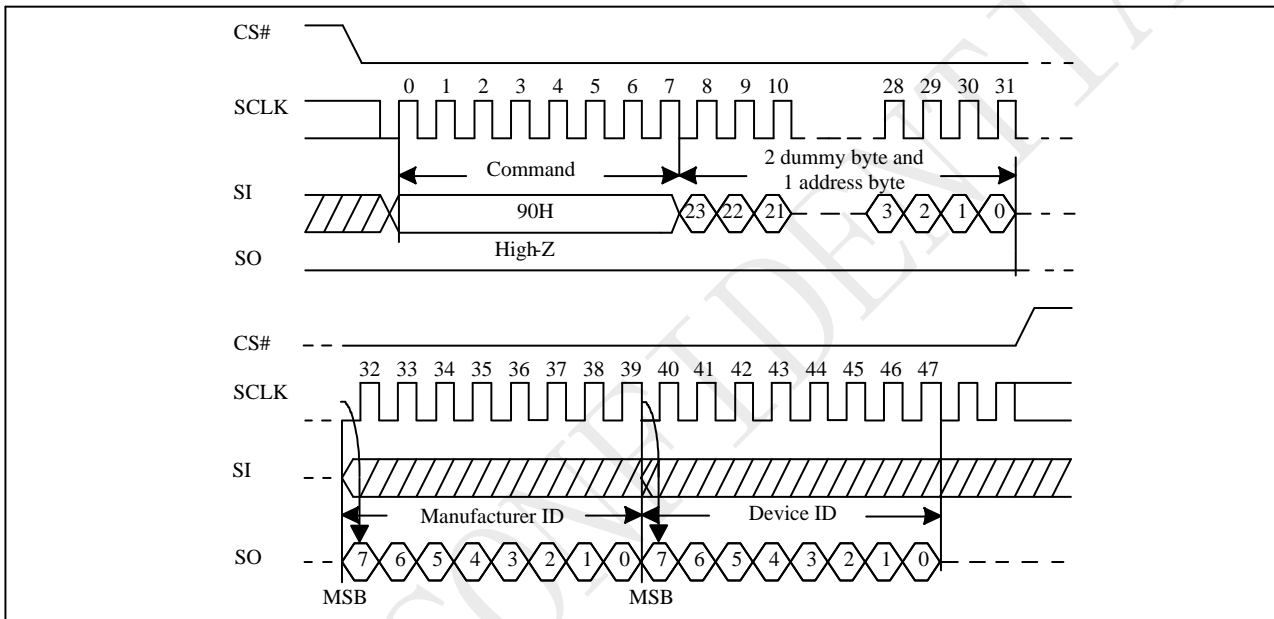 CS#
0 1 2 3 4 5 6 7 8 9 10 28 29 30 31
SCLK
Command
2 dummy byte and
1 address byte
SI
90H
23 22 21 3 2 1 0
High-Z
SO
CS#
32 33 34 35 36 37 38 39 40 41 42 43 44 45 46 47
SCLK
SI
Manufacturer ID
Device ID
SO
7 6 5 4 3 2 1 0 7 6 5 4 3 2 1 0
MSB
MSB